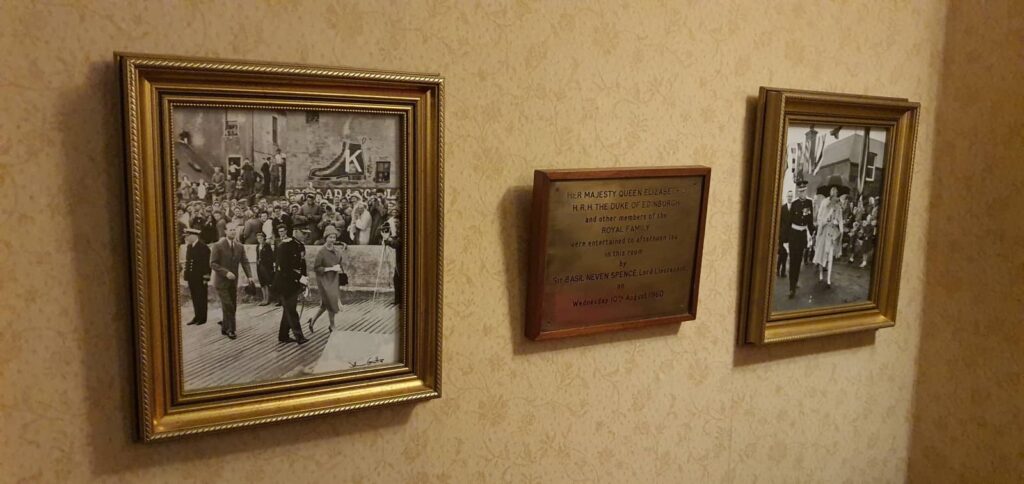 K
HER MAJESTY QUEEN ELIZABETH
H.R.H. THE DUKE OF EDINBURGH
and other members of the
ROYAL FAMILY
were entertained to afternoon tea
in this room
by
Sir BASIL NEVEN SPENCE, Lord Lieutenant,
on
Wednesday 10th August 1960